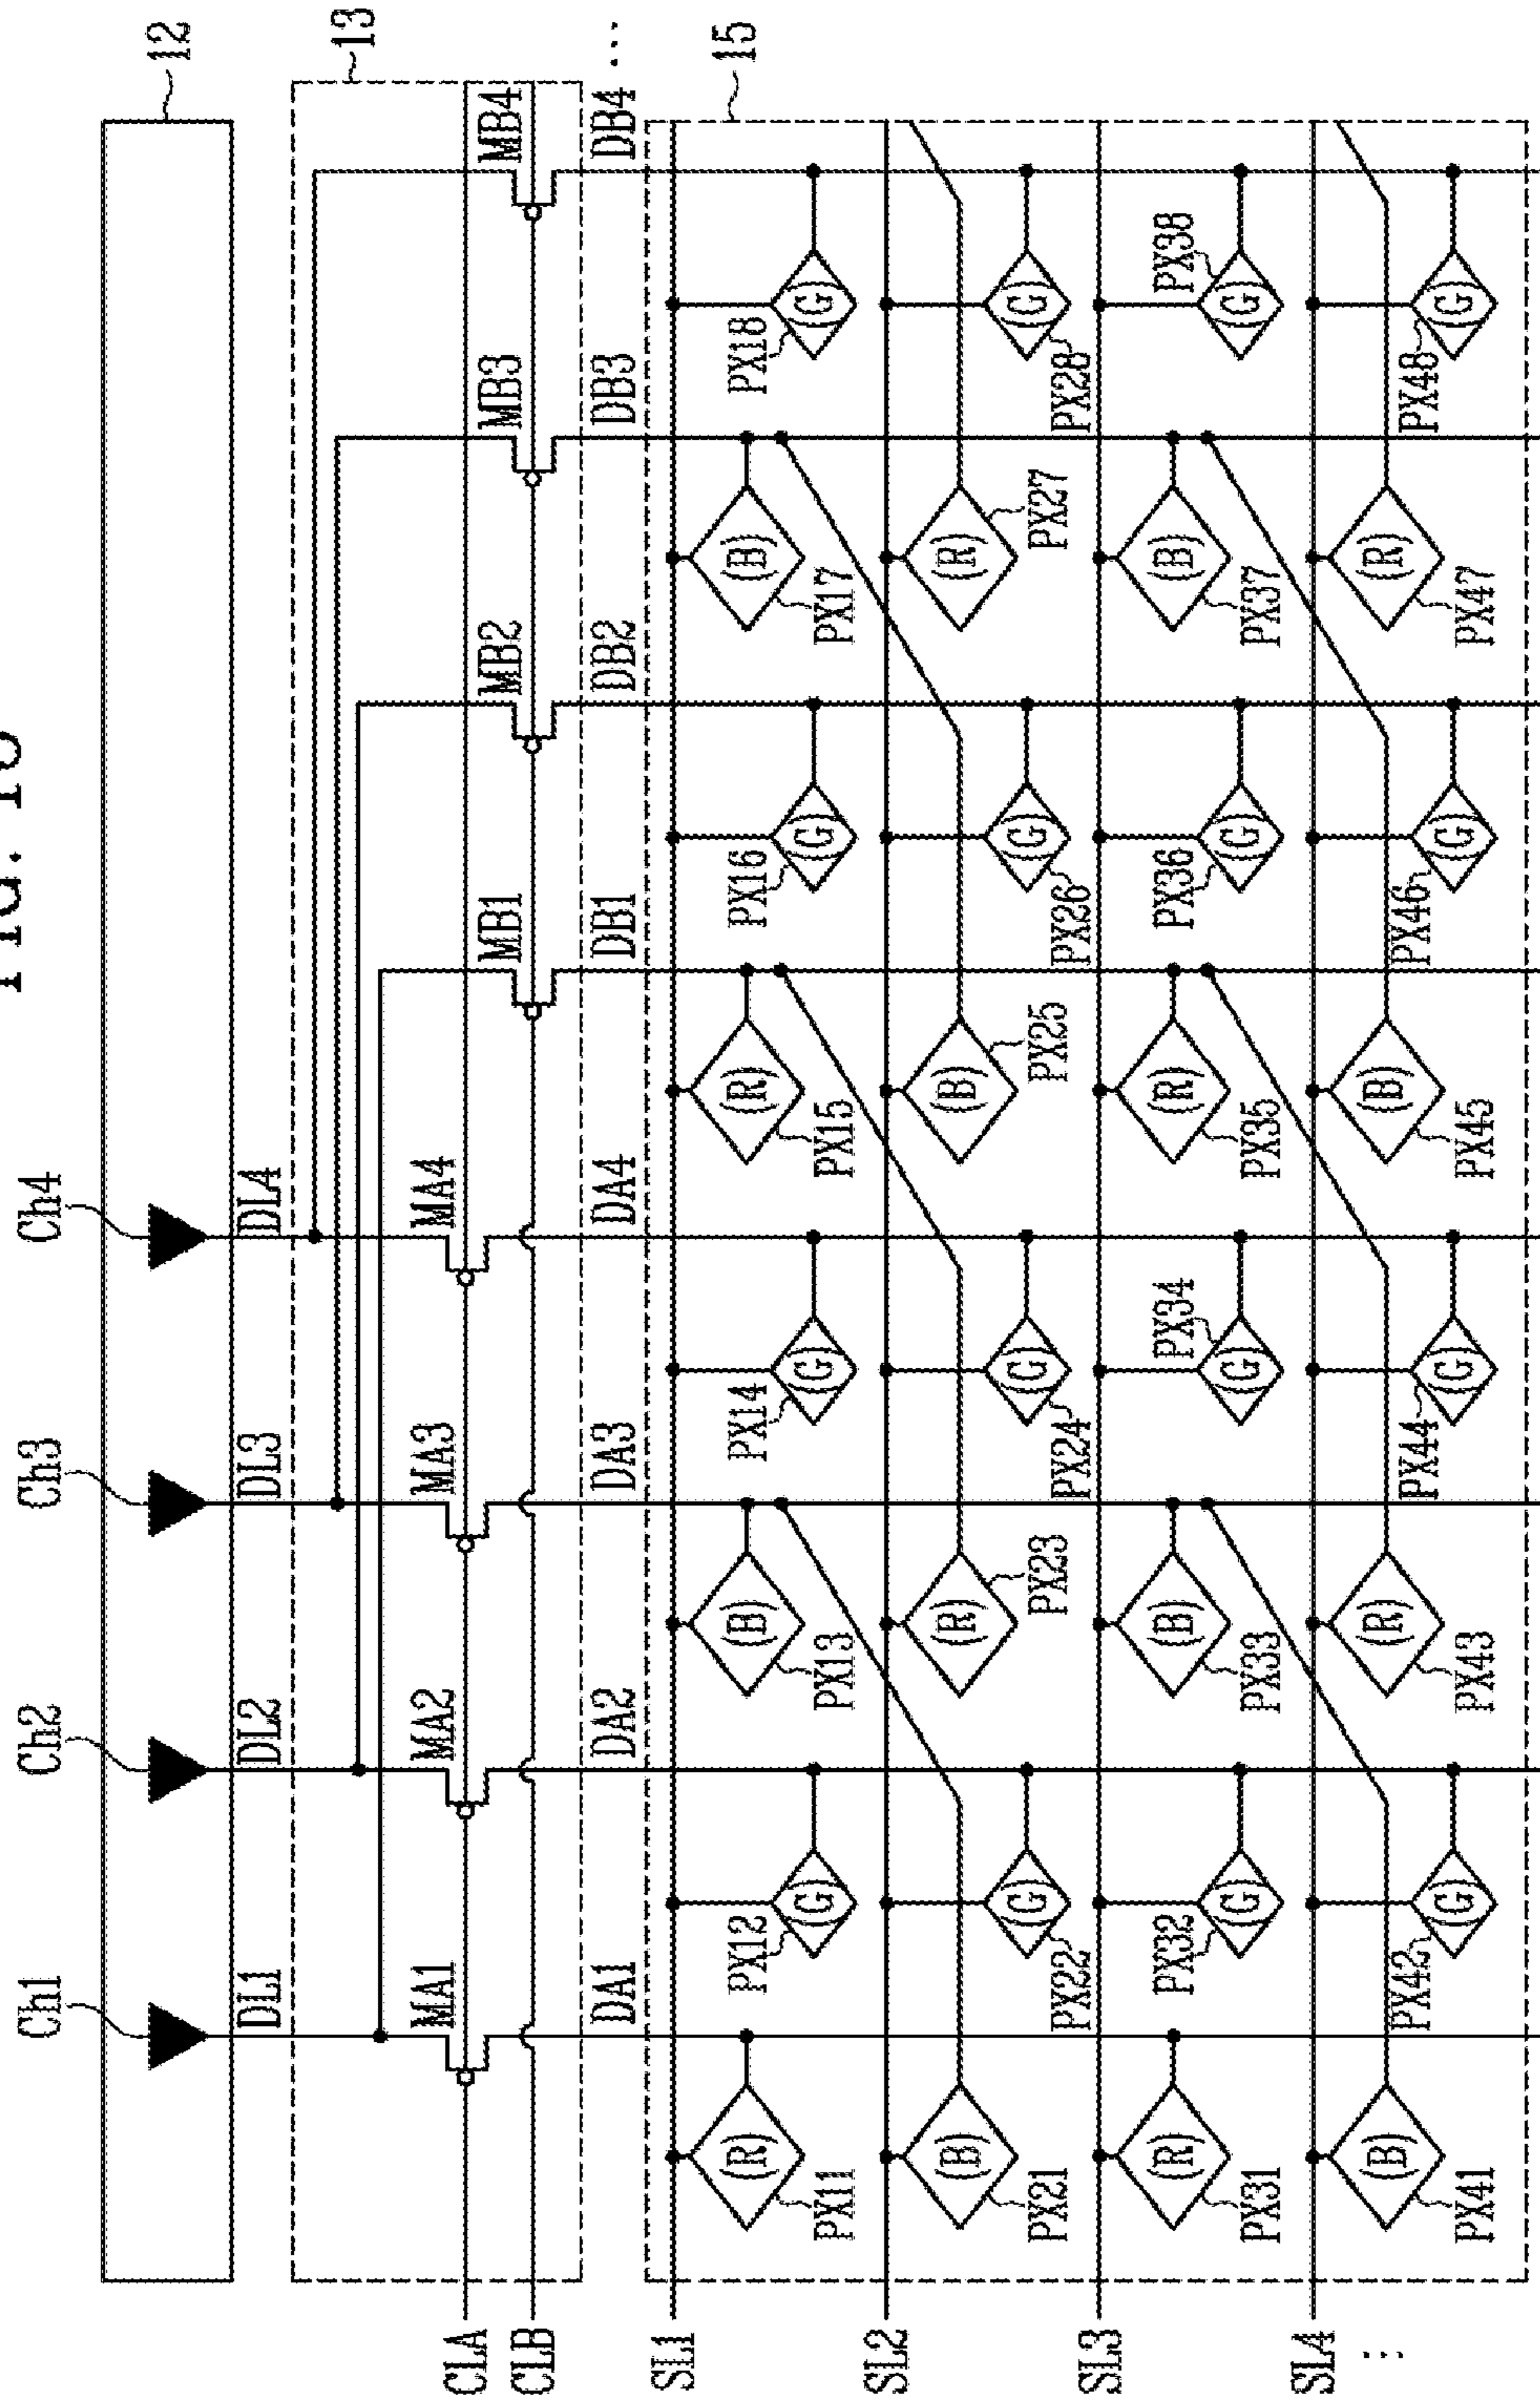 Ch1 Ch2 Ch3 Ch4
12
DL1 DL2 DL3 DL4
13
MA1 MA2 MA3 MA4
CLA
MB1 MB2 MB3 MB4
CLB
DA1 DA2 DA3 DA4 DB1 DB2 DB3 DB4 ...
15
SL1
(R) (B) (R) (B)
PX12 PX14 PX16 PX18
(G) (G) (G) (G)
PX11 PX13 PX15 PX17
SL2
(B) (R) (B) (R)
PX21 PX23 PX25 PX27
(G) (G) (G) (G)
PX22 PX24 PX26 PX28
SL3
(R) (B) (R) (B)
PX32 PX34 PX36 PX38
(G) (G) (G) (G)
PX31 PX33 PX35 PX37
SL4
(B) (R) (B) (R)
PX42 PX44 PX46 PX48
(G) (G) (G) (G)
PX41 PX43 PX45 PX47
...